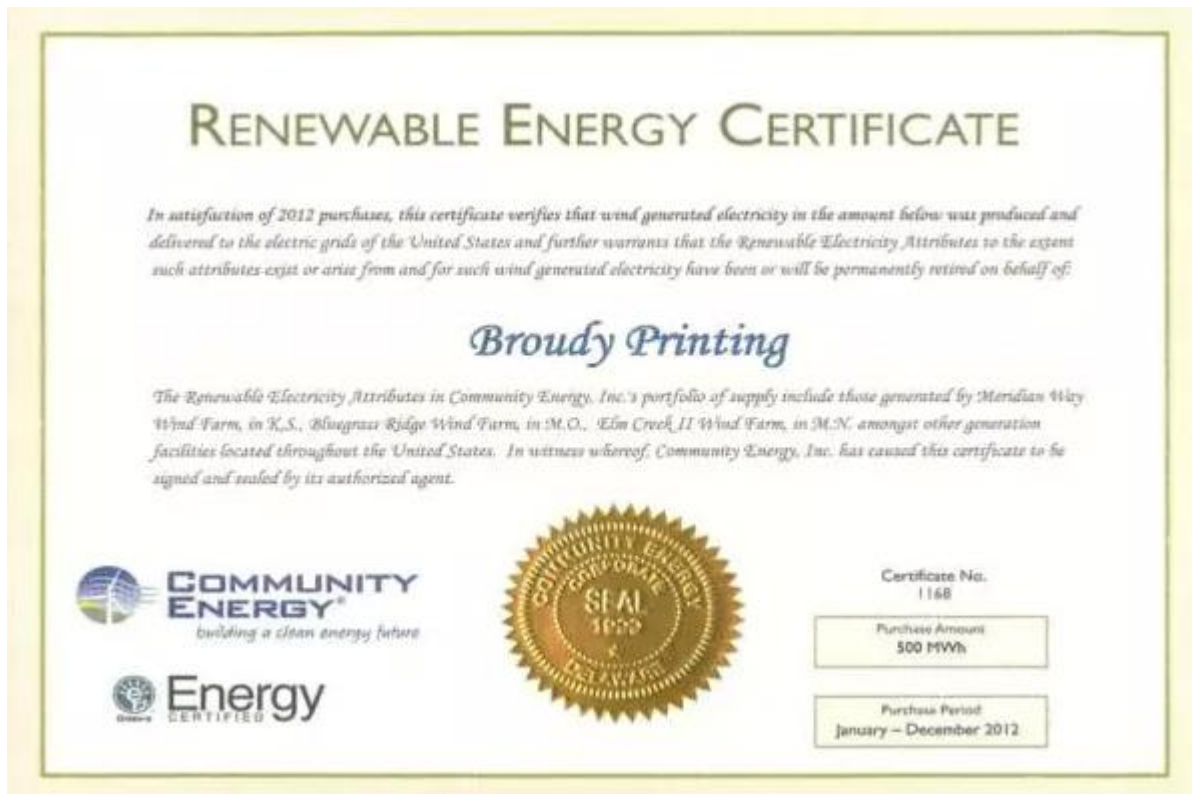 RENEWABLE ENERGY CERTIFICATE
In satisfaction of 2012 purchases, this certificate verifies that wind generated electricity in the amount below was produced and
delivered to the electric grids of the United States and further warrants that the Renewable Electricity Attributes to the extent
such attributes exist or arise from and for such wind generated electricity have been or will be permanently retired on behalf of:
Broudy Printing
The Renewable Electricity Attributes in Community Energy, Inc.'s portfolio of supply include those generated by Meridian Way
Wind Farm, in K.S., Bluegrass Ridge Wind Farm, in M.O., Elm Creek II Wind Farm, in M.N. amongst other generation
facilities located throughout the United States. In witness whereof, Community Energy, Inc. has caused this certificate to be
signed and sealed by its authorized agent.
COMMUNITY
ENERGY®
building a clean energy future
Green-e
Energy
CERTIFIED
COMMUNITY ENERGY
CORPORATE
SEAL
DELAWARE
Certificate No.
1168
Purchase Amount
500 MWh
Purchase Period
January – December 2012